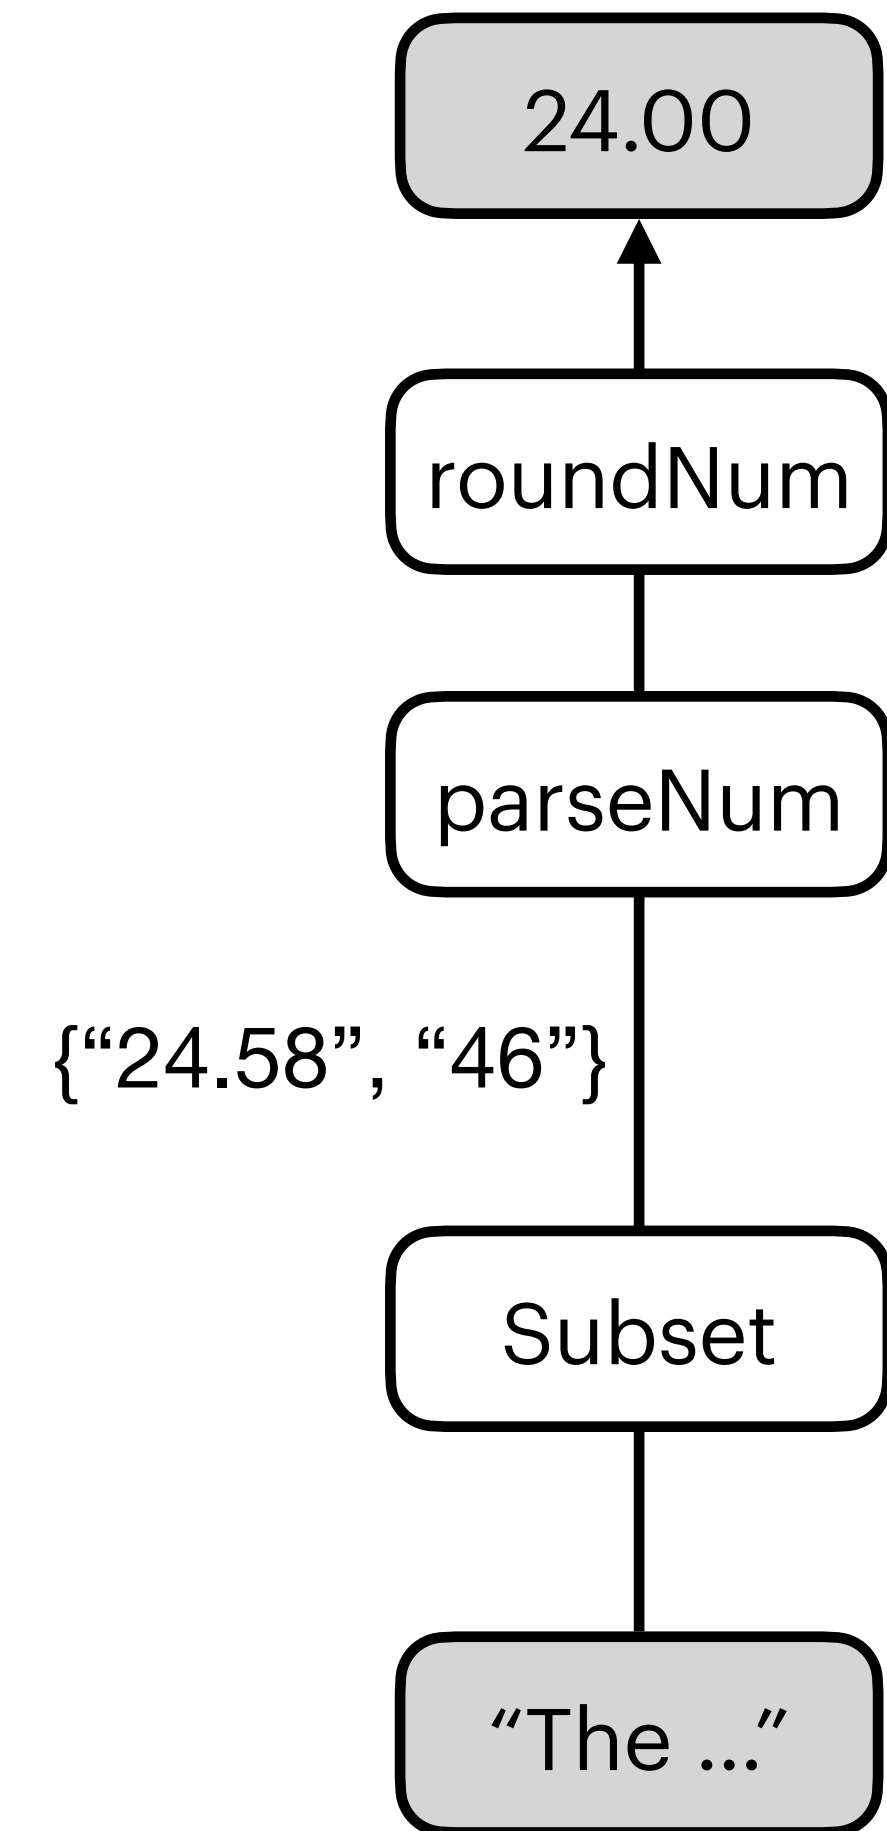 24.00
roundNum
parseNum
{“24.58”, “46”}
Subset
“The ...”